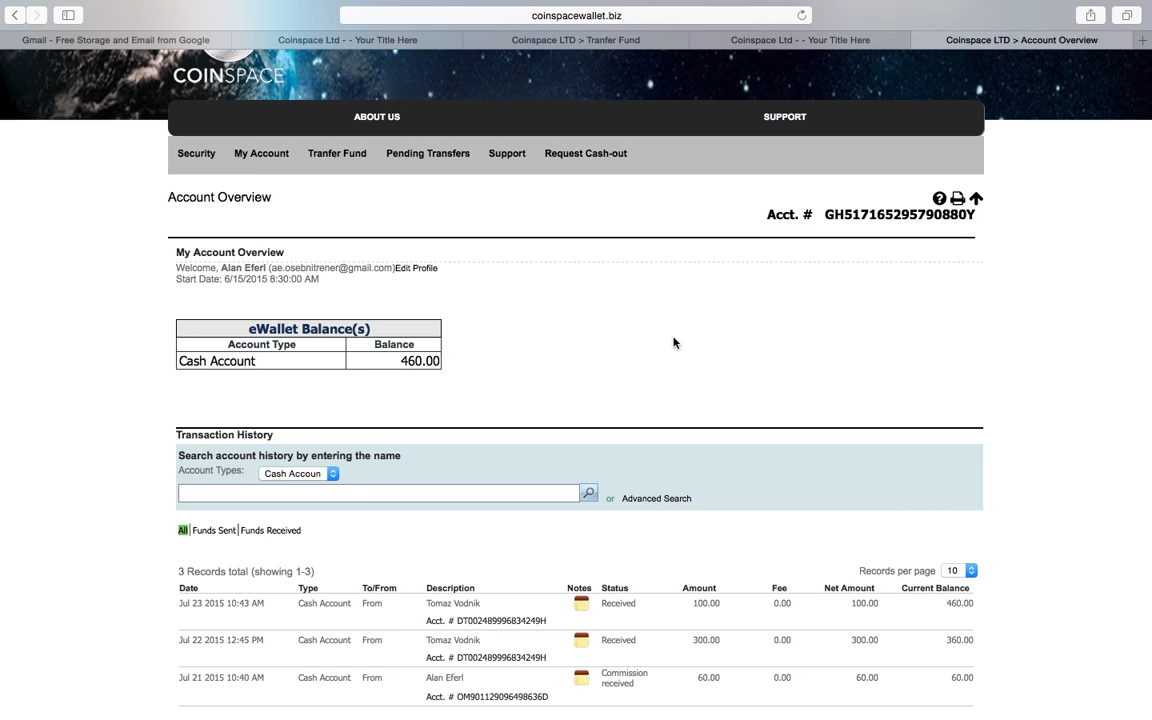 coinspacewallet.biz
Gmail - Free Storage and Email from Google
Coinspace Ltd - - Your Title Here
Coinspace LTD > Tranfer Fund
Coinspace Ltd - - Your Title Here
Coinspace LTD > Account Overview
COINSPACE
ABOUT US SUPPORT
Security My Account Tranfer Fund Pending Transfers Support Request Cash-out
Account Overview
Acct. # GH517165295790880Y
My Account Overview
Welcome, Alan Eferl (ae.osebnitrener@gmail.com)Edit Profile
Start Date: 6/15/2015 8:30:00 AM
eWallet Balance(s)
Account Type Balance
Cash Account 460.00
Transaction History
Search account history by entering the name
Account Types: Cash Accoun
or Advanced Search
All|Funds Sent|Funds Received
3 Records total (showing 1-3) Records per page 10
Date Type To/From Description Notes Status Amount Fee Net Amount Current Balance
Jul 23 2015 10:43 AM Cash Account From Tomaz Vodnik Received 100.00 0.00 100.00 460.00
Acct. # DT002489996834249H
Jul 22 2015 12:45 PM Cash Account From Tomaz Vodnik Received 300.00 0.00 300.00 360.00
Acct. # DT002489996834249H
Jul 21 2015 10:40 AM Cash Account From Alan Eferl Commission received 60.00 0.00 60.00 60.00
Acct. # OM901129096498636D